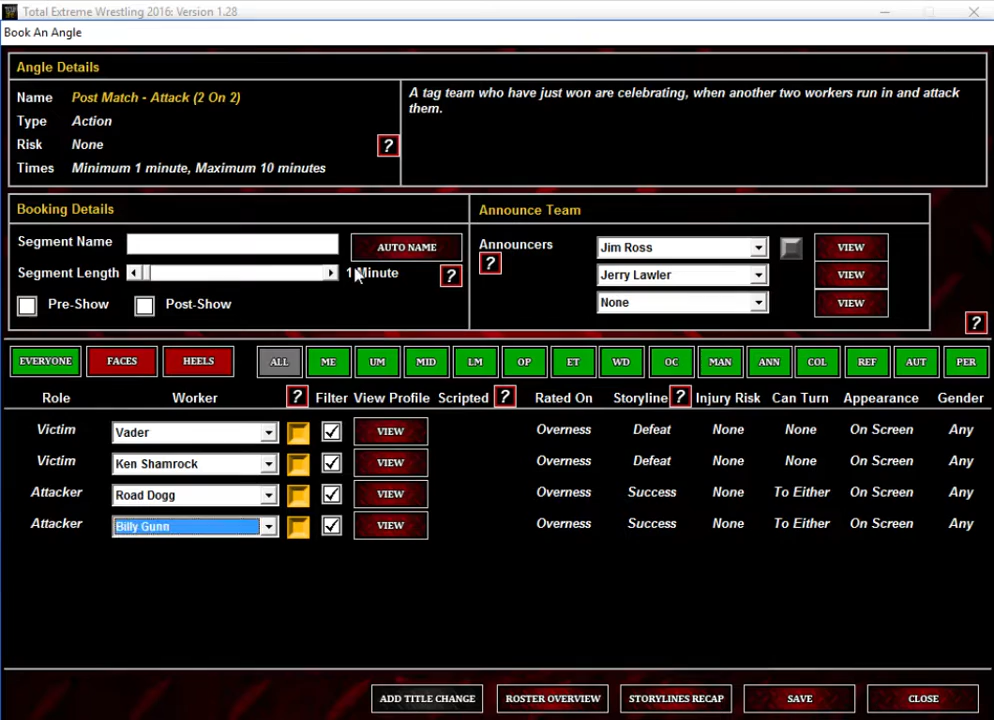 Total Extreme Wrestling 2016: Version 1.28
Book An Angle
Angle Details
Name Post Match - Attack (2 On 2)
Type Action
Risk None
Times Minimum 1 minute, Maximum 10 minutes
?
A tag team who have just won are celebrating, when another two workers run in and attack
them.
Booking Details
Segment Name AUTO NAME
Segment Length 1 Minute ?
Pre-Show Post-Show
Announce Team
Announcers Jim Ross VIEW
? Jerry Lawler VIEW
None VIEW
?
EVERYONE FACES HEELS ALL ME UM MID LM OP ET WD OC MAN ANN COL REF AUT PER
Role Worker ? Filter View Profile Scripted ? Rated On Storyline ? Injury Risk Can Turn Appearance Gender
Victim Vader VIEW Overness Defeat None None On Screen Any
Victim Ken Shamrock VIEW Overness Defeat None None On Screen Any
Attacker Road Dogg VIEW Overness Success None To Either On Screen Any
Attacker Billy Gunn VIEW Overness Success None To Either On Screen Any
ADD TITLE CHANGE ROSTER OVERVIEW STORYLINES RECAP SAVE CLOSE